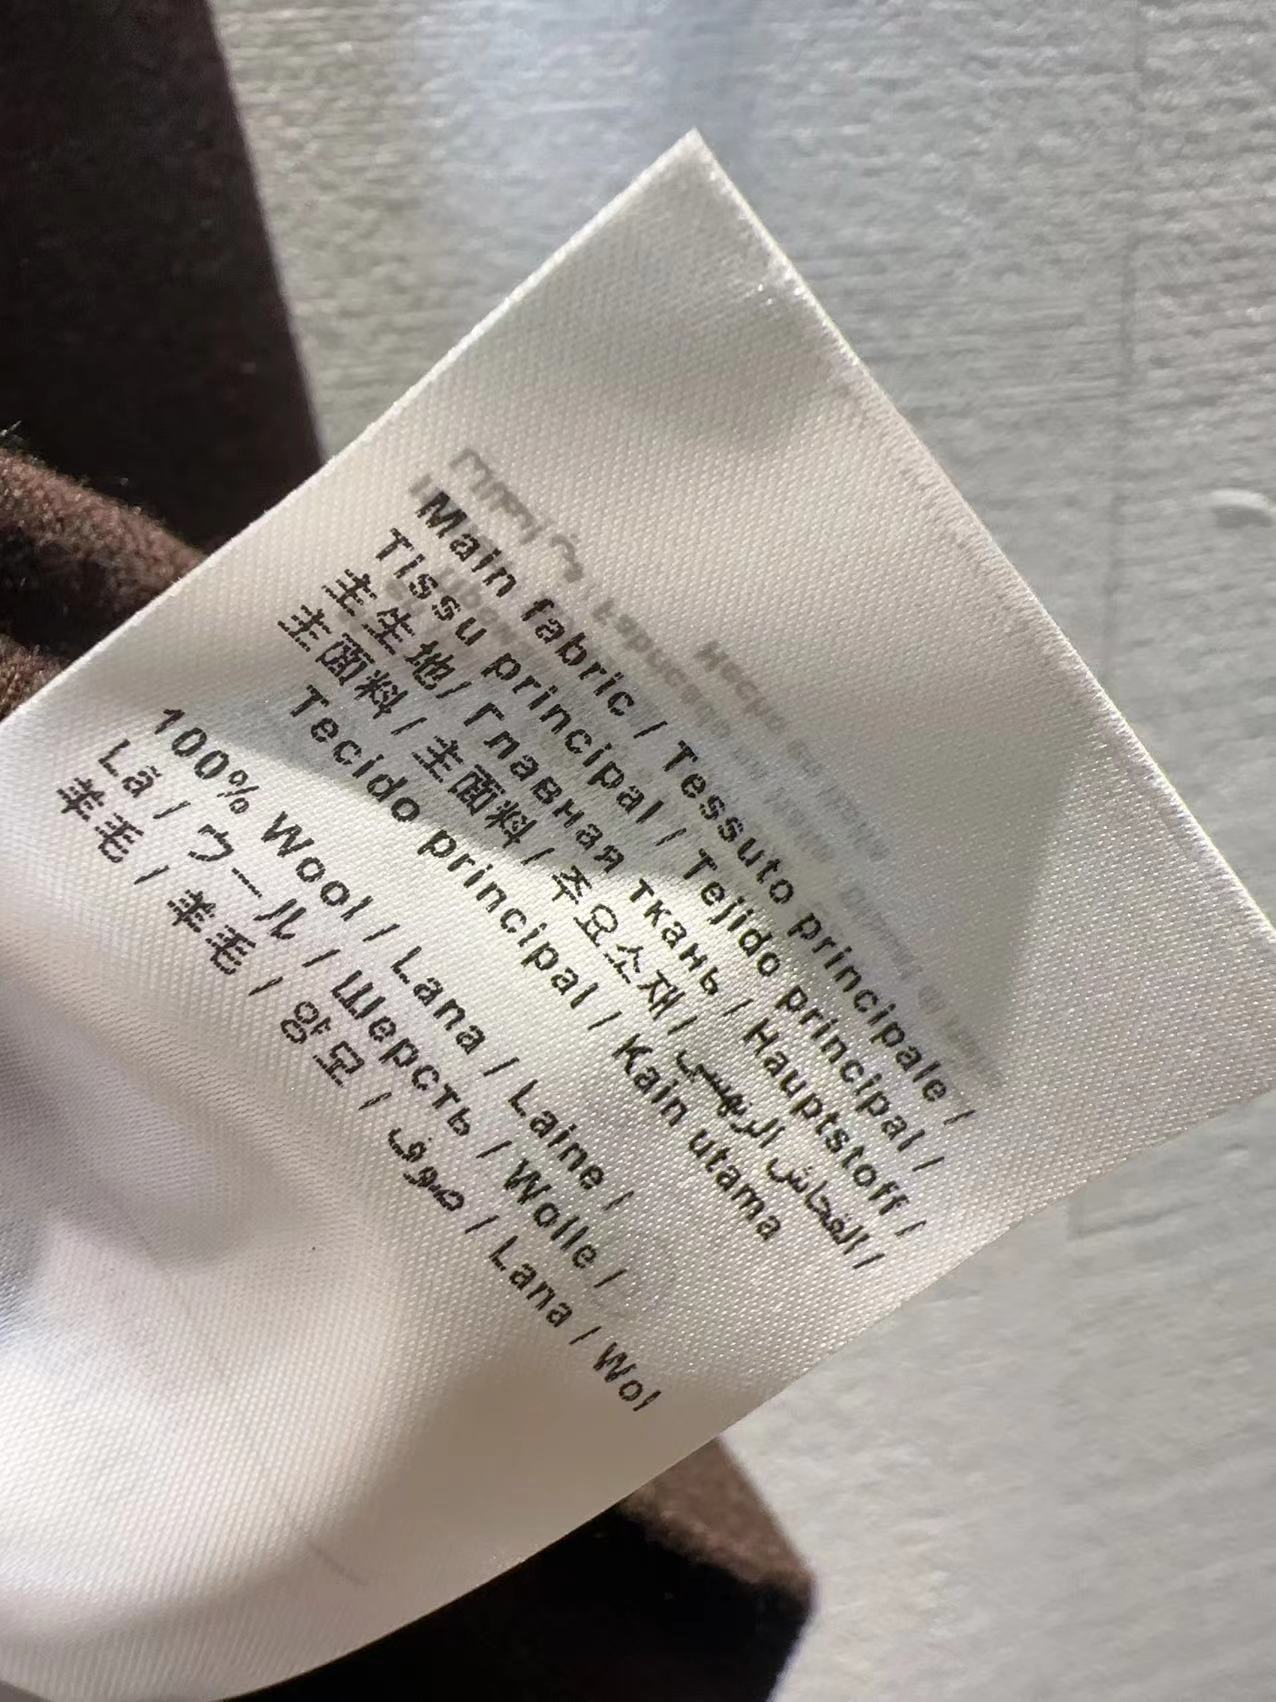 Main fabric / Tessuto principale /
Tissu principal / Tejido principal /
主生地/ Главная ткань / Hauptstoff /
主面料 / 主面料 / 주요소재 / القماش الرئيسي /
Tecido principal / Kain utama
100% Wool / Lana / Laine /
Lã / ウール / Шерсть / Wolle /
羊毛 / 羊毛 / 양모 / صوف / Lana / Wol